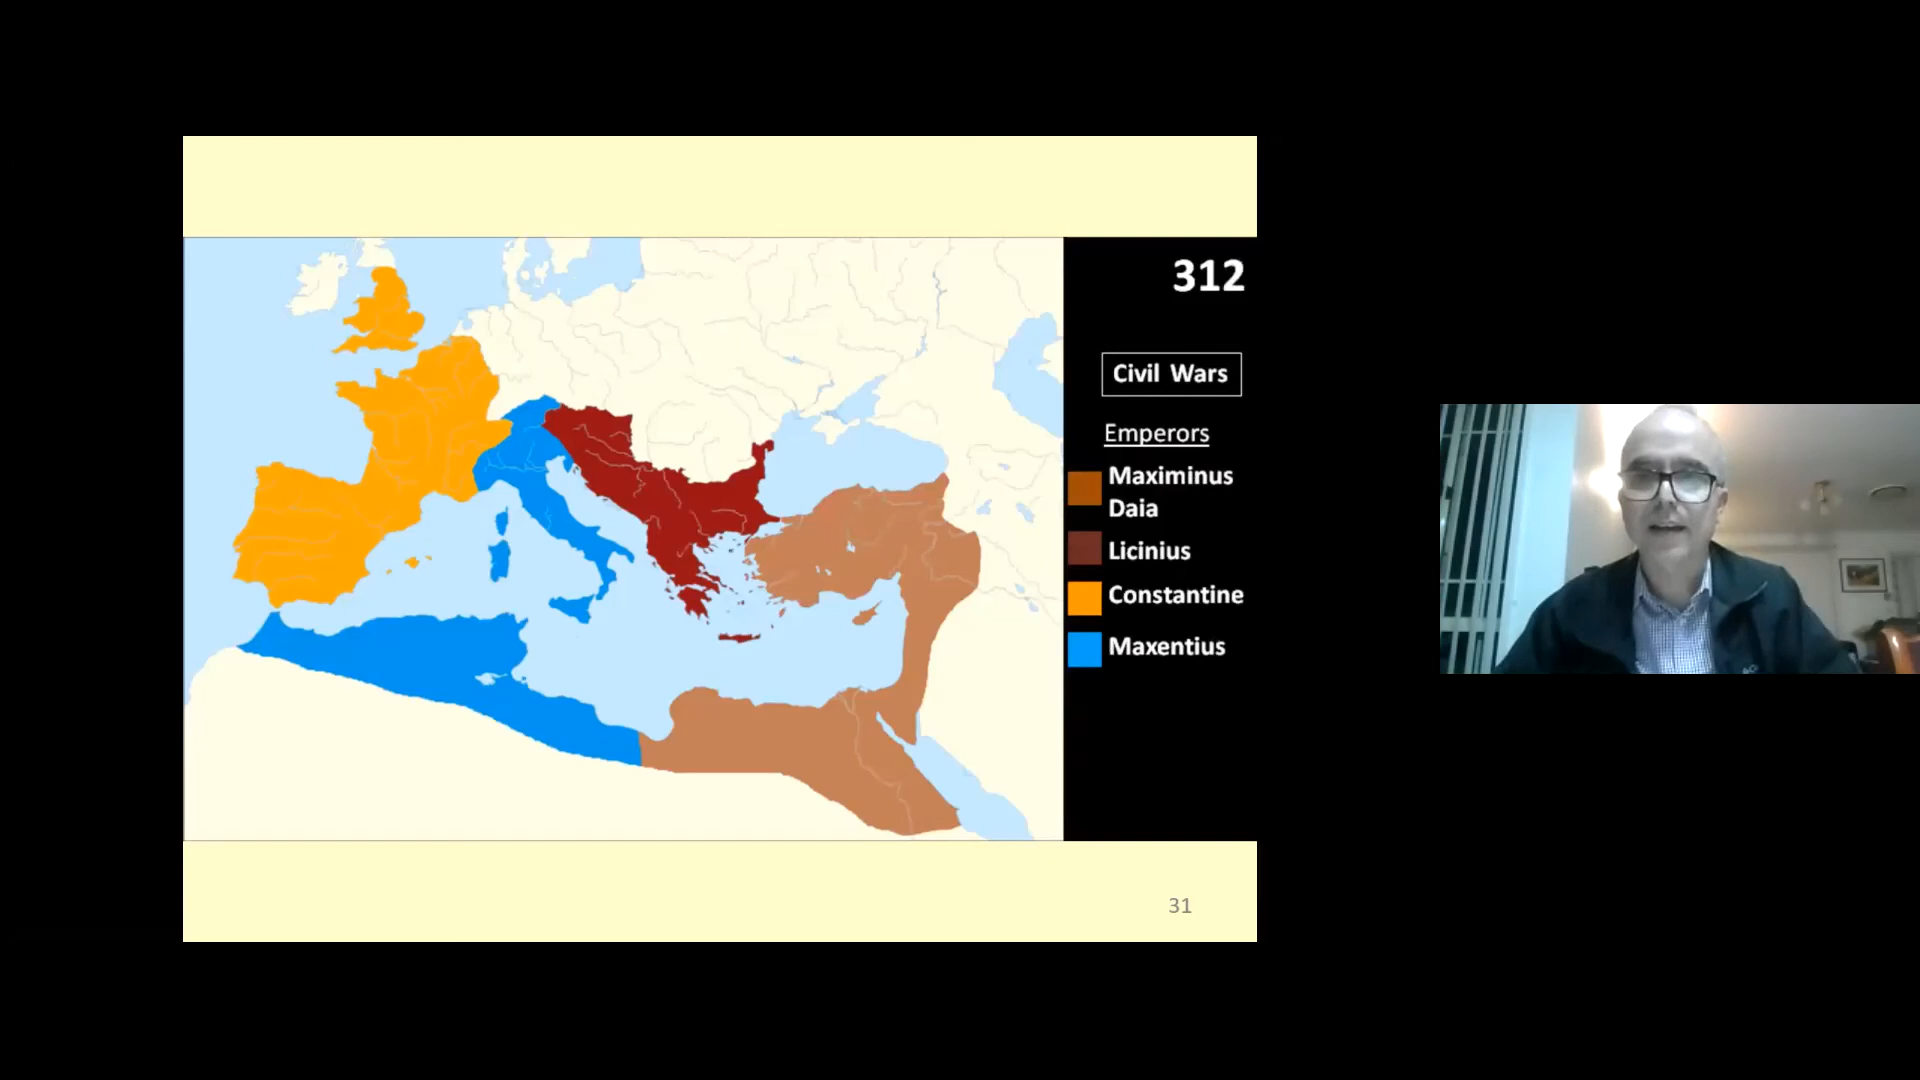 312
Civil Wars
Emperors
Maximinus
Daia
Licinius
Constantine
Maxentius
31